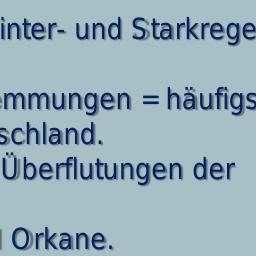 inter- und Starkrege
emmungen = häufigs
schland.
Überflutungen der
Orkane.